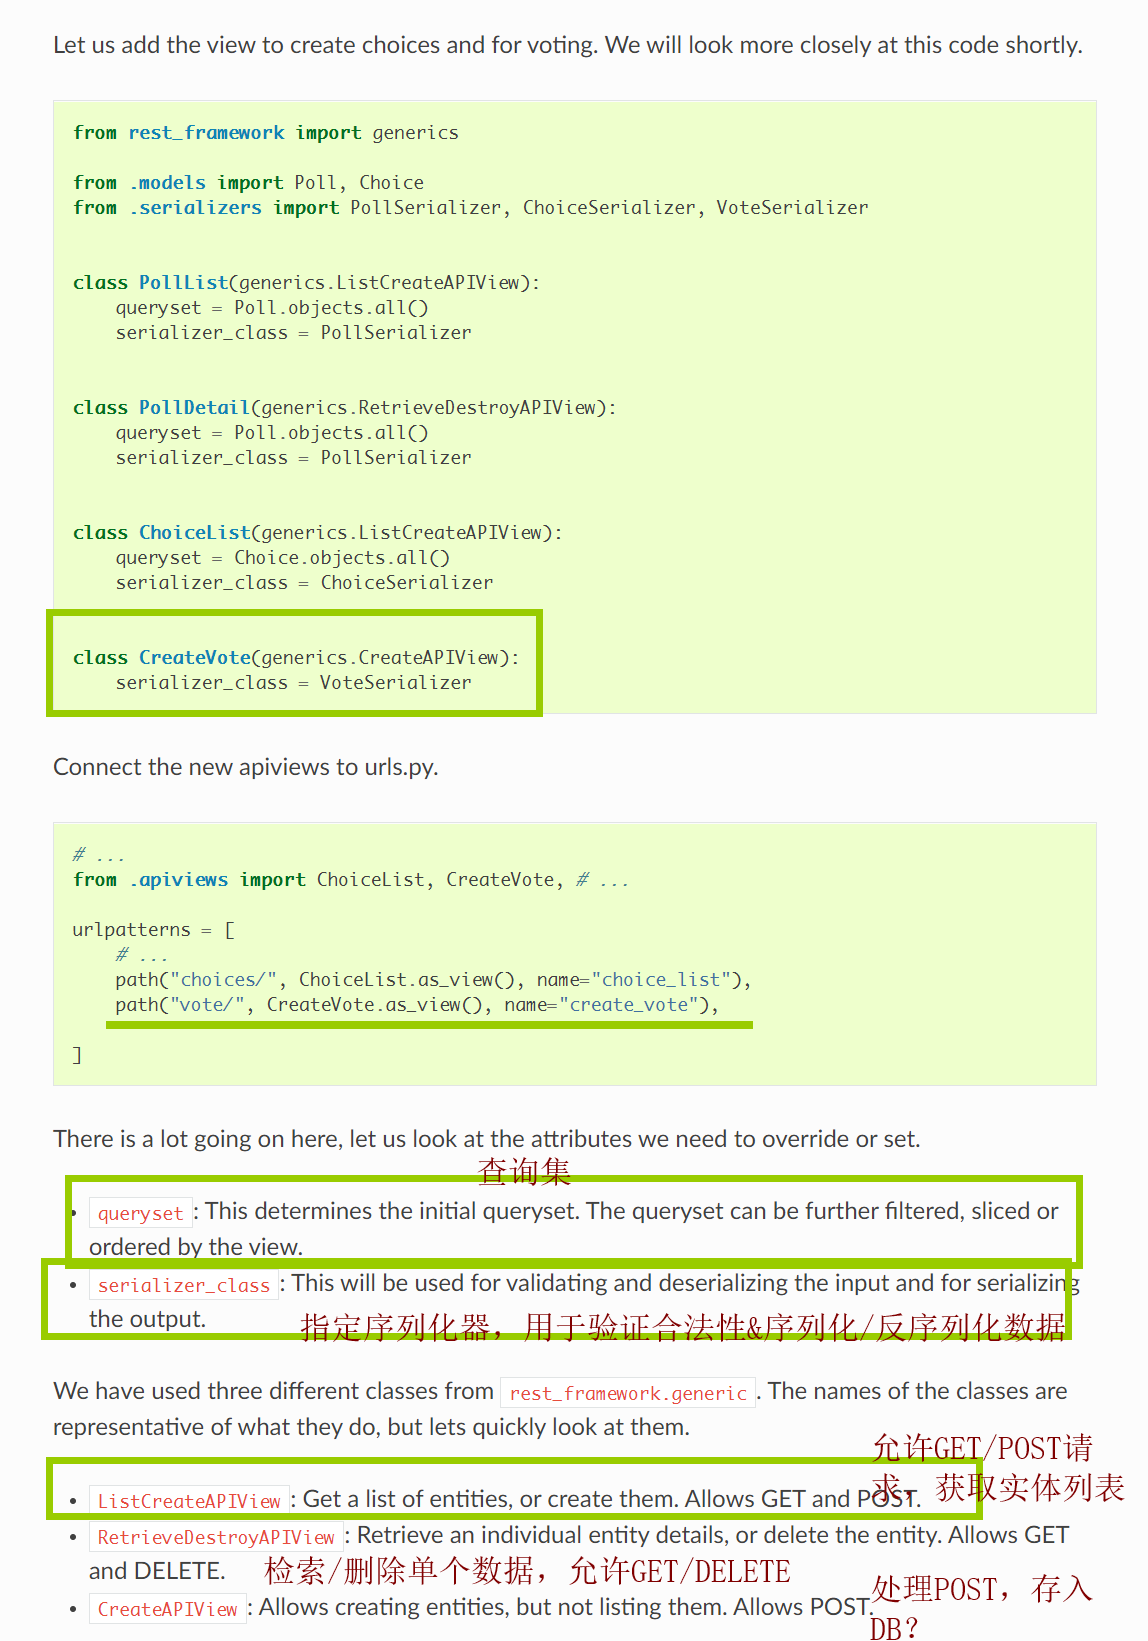 Let us add the view to create choices and for voting. We will look more closely at this code shortly.
from rest_framework import generics
from .models import Poll, Choice
from .serializers import PollSerializer, ChoiceSerializer, VoteSerializer
class PollList(generics.ListCreateAPIView):
    queryset = Poll.objects.all()
    serializer_class = PollSerializer
class PollDetail(generics.RetrieveDestroyAPIView):
    queryset = Poll.objects.all()
    serializer_class = PollSerializer
class ChoiceList(generics.ListCreateAPIView):
    queryset = Choice.objects.all()
    serializer_class = ChoiceSerializer
class CreateVote(generics.CreateAPIView):
    serializer_class = VoteSerializer
Connect the new apiviews to urls.py.
# ...
from .apiviews import ChoiceList, CreateVote, # ...
urlpatterns = [
    # ...
    path("choices/", ChoiceList.as_view(), name="choice_list"),
    path("vote/", CreateVote.as_view(), name="create_vote"),
]
There is a lot going on here, let us look at the attributes we need to override or set.
查询集
• queryset: This determines the initial queryset. The queryset can be further filtered, sliced or
ordered by the view.
• serializer_class: This will be used for validating and deserializing the input and for serializing
the output.
指定序列化器，用于验证合法性&序列化/反序列化数据
We have used three different classes from rest_framework.generic. The names of the classes are
representative of what they do, but lets quickly look at them.
允许GET/POST请
求，获取实体列表
• ListCreateAPIView: Get a list of entities, or create them. Allows GET and POST.
• RetrieveDestroyAPIView: Retrieve an individual entity details, or delete the entity. Allows GET
and DELETE.
检索/删除单个数据，允许GET/DELETE
• CreateAPIView: Allows creating entities, but not listing them. Allows POST.
处理POST，存入
DB?